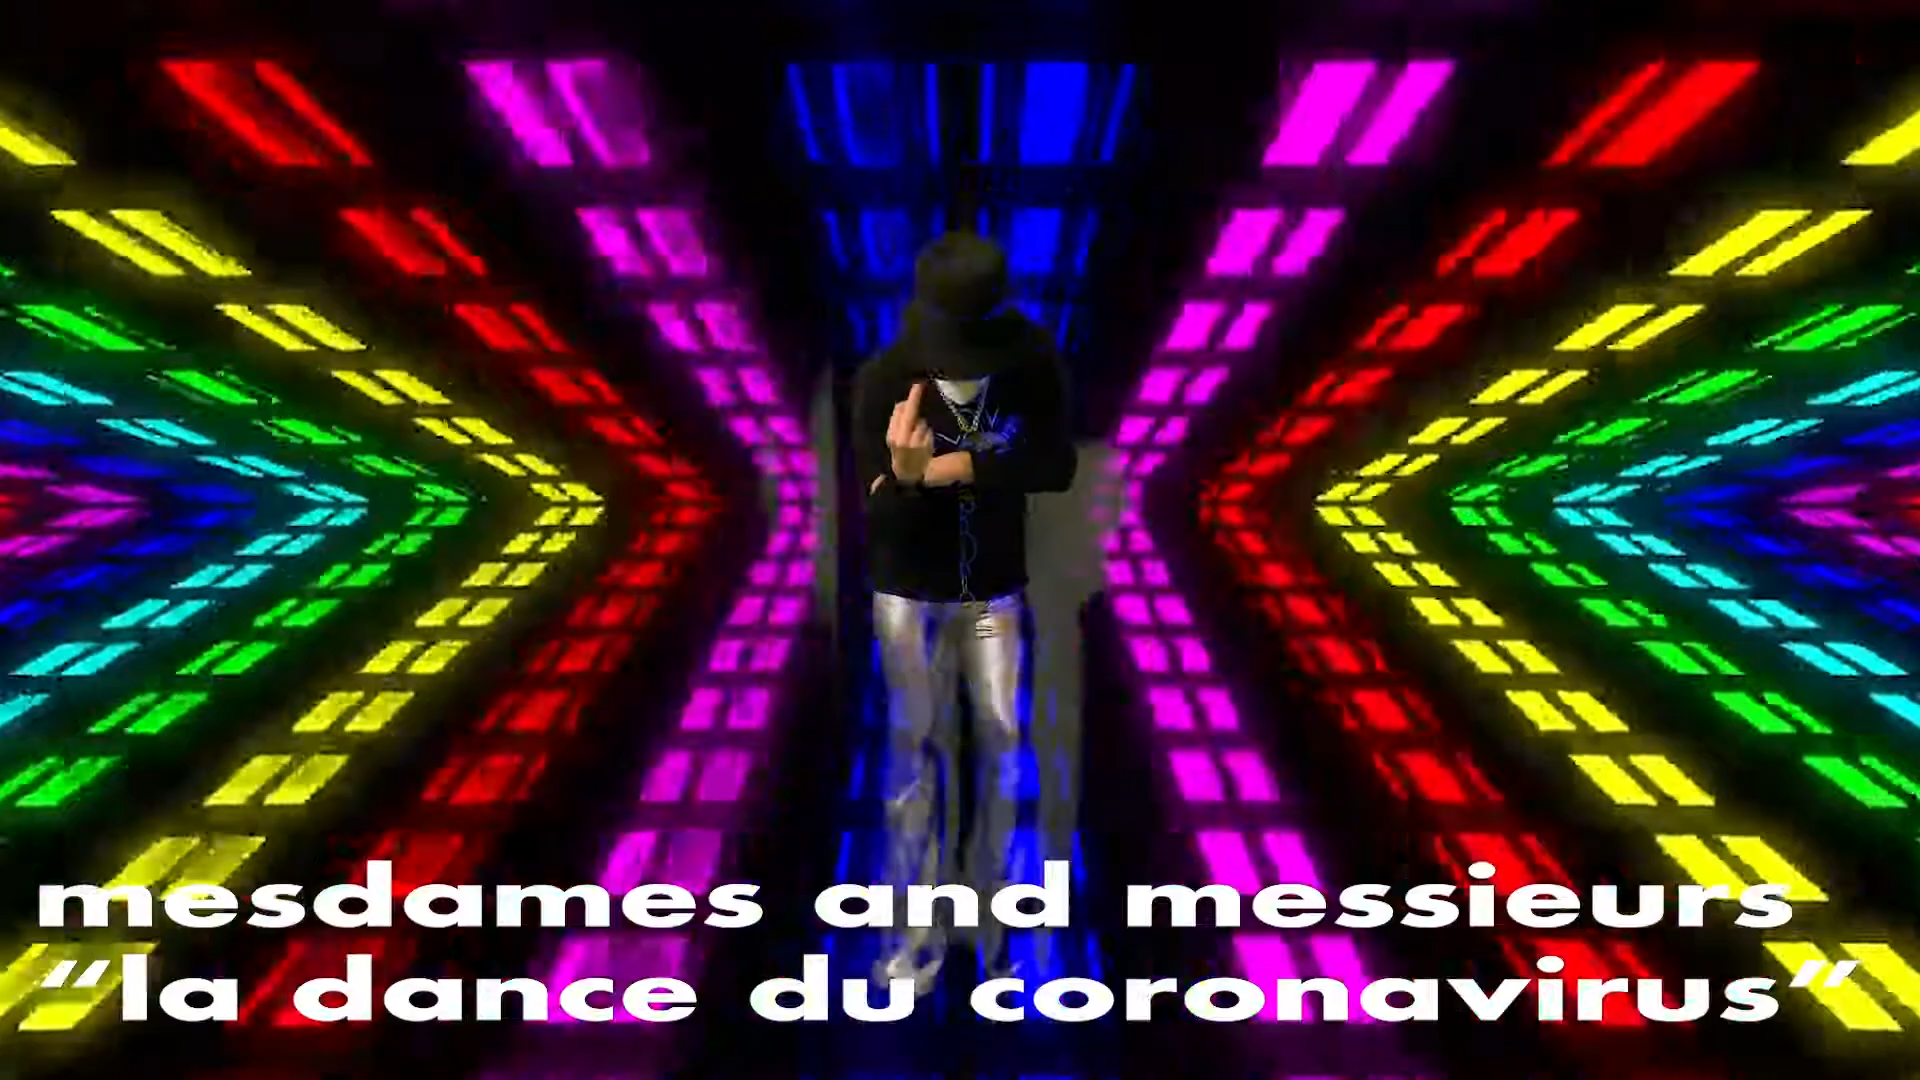 mesdames and messieurs
“la dance du coronavirus”